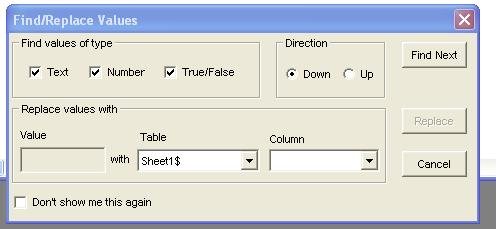 Find/Replace Values
Find values of type
Text Number True/False
Direction
Down Up
Find Next
Replace values with
Value Table Column
with Sheet1$
Replace
Cancel
Don't show me this again